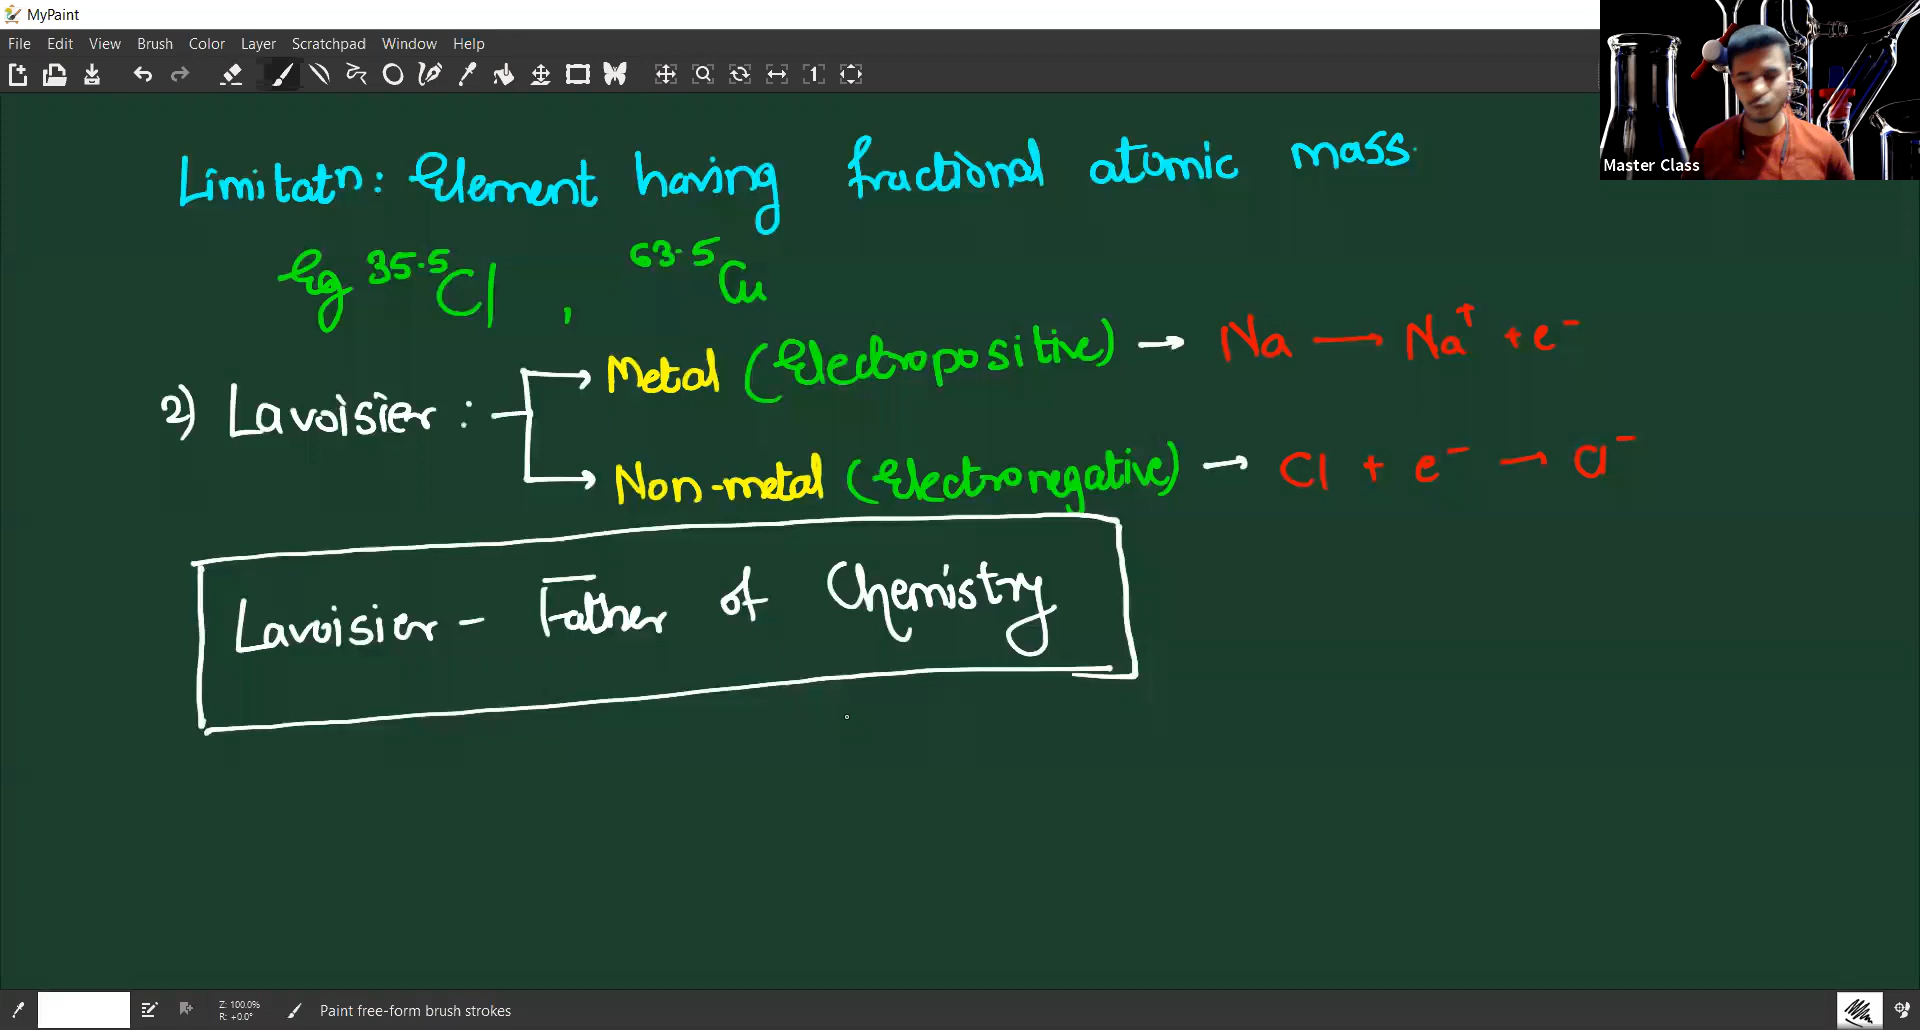 MyPaint
File Edit View Brush Color Layer Scratchpad Window Help
Master Class
Limitatn: Element having fractional atomic mass.
Eg 35.5Cl , 63.5Cu
2) Lavoisier :
Metal (Electropositive) → Na → Na⁺ + e⁻
Non-metal (Electronegative) → Cl + e⁻ → Cl⁻
Lavoisier - Father of Chemistry
Z: 100.0%
R: +0.0°
Paint free-form brush strokes